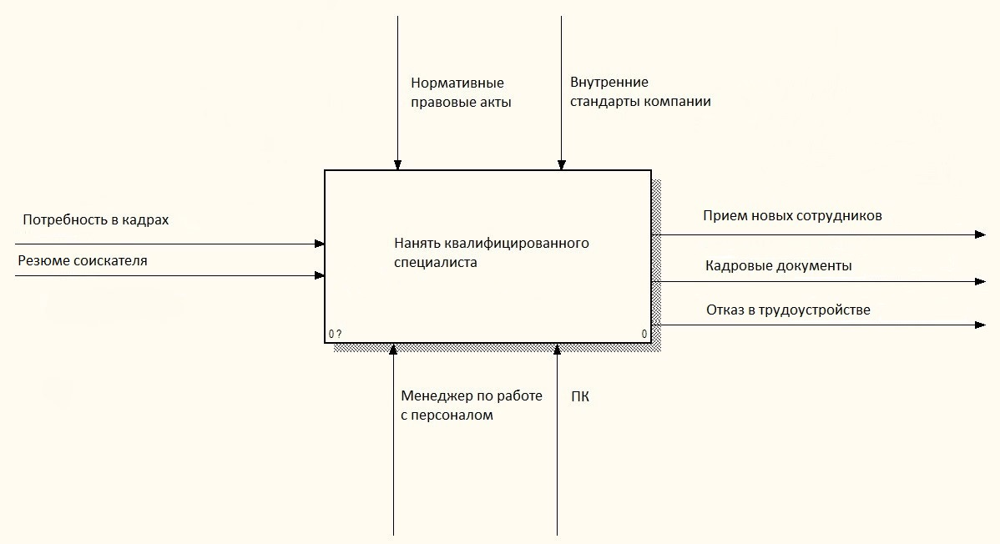 Нормативные
правовые акты
Внутренние
стандарты компании
Потребность в кадрах
Резюме соискателя
Нанять квалифицированного
специалиста
0 ?
0
Прием новых сотрудников
Кадровые документы
Отказ в трудоустройстве
Менеджер по работе
с персоналом
ПК